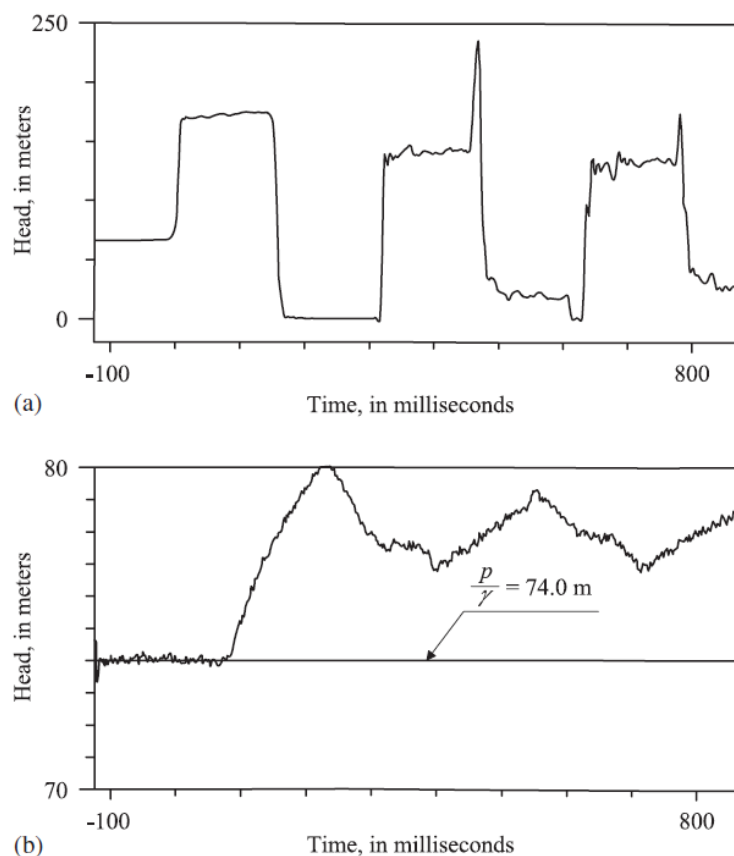 250
Head, in meters
0
-100
800
(a)
Time, in milliseconds
80
p/γ = 74.0 m
Head, in meters
70
-100
800
(b)
Time, in milliseconds